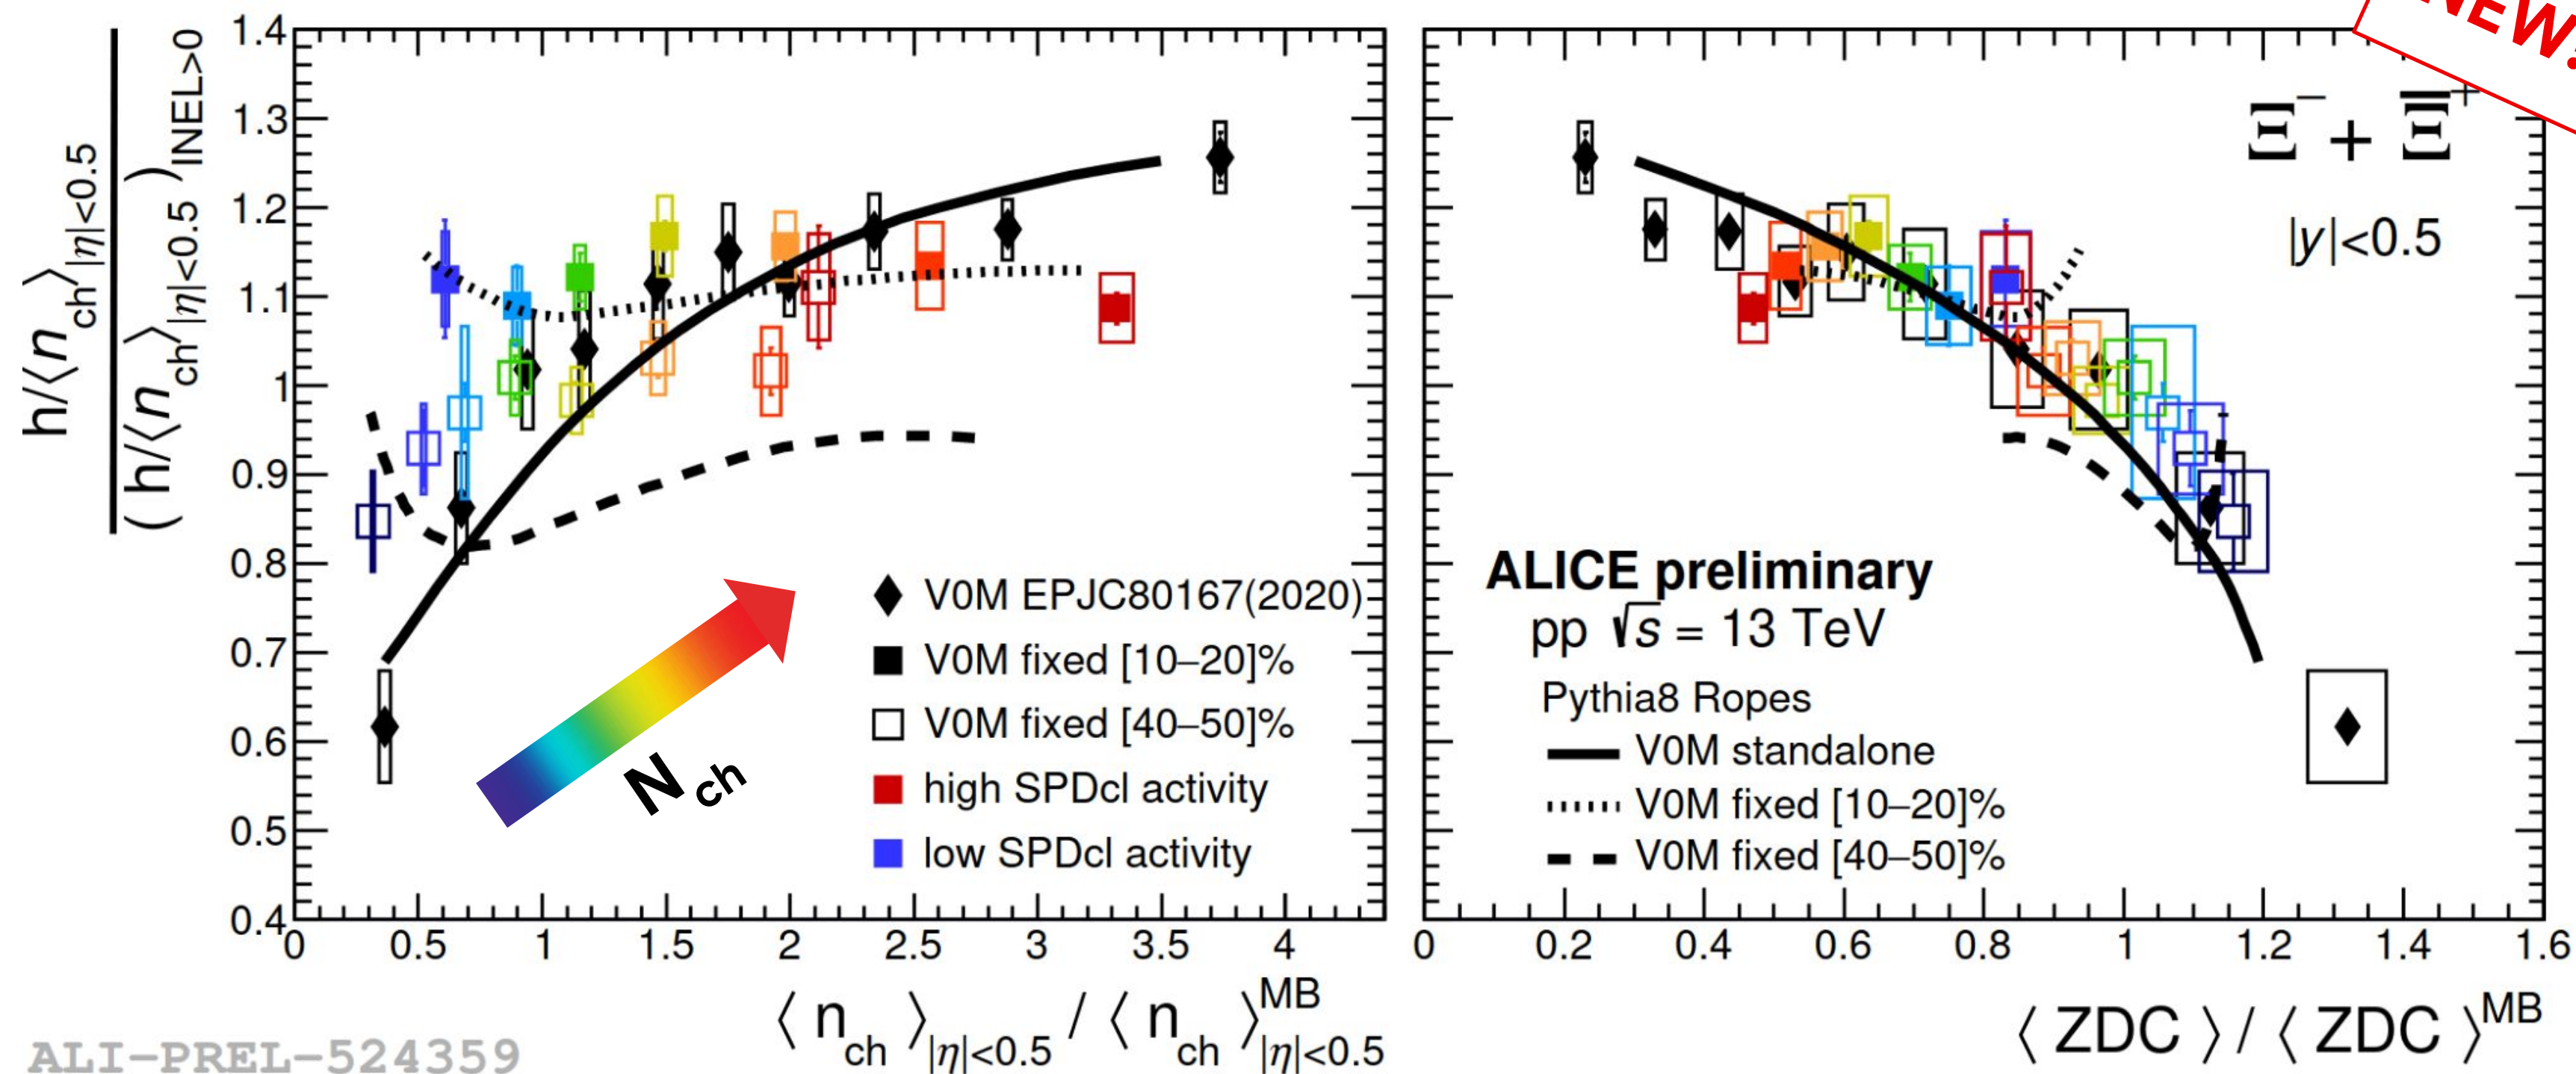 NEW!
h/⟨n_ch⟩_|η|<0.5
( h/⟨n_ch⟩_|η|<0.5 )_INEL>0
1.4
1.3
1.2
1.1
1
0.9
0.8
0.7
0.6
0.5
0.4
N_ch
V0M EPJC80167(2020)
V0M fixed [10–20]%
V0M fixed [40–50]%
high SPDcl activity
low SPDcl activity
0 0.5 1 1.5 2 2.5 3 3.5 4
⟨ n_ch ⟩_|η|<0.5 / ⟨ n_ch ⟩^MB_|η|<0.5
Ξ⁻ + Ξ̅⁺
|y|<0.5
ALICE preliminary
pp √s = 13 TeV
Pythia8 Ropes
V0M standalone
V0M fixed [10–20]%
V0M fixed [40–50]%
0 0.2 0.4 0.6 0.8 1 1.2 1.4 1.6
⟨ ZDC ⟩ / ⟨ ZDC ⟩^MB
ALI-PREL-524359